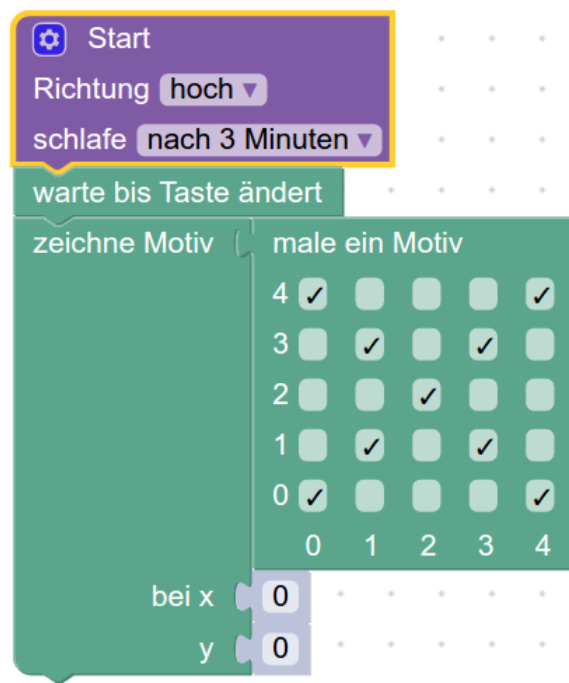 Start
Richtung hoch ▼
schlafe nach 3 Minuten ▼
warte bis Taste ändert
zeichne Motiv male ein Motiv
4 ✓ ✓
3 ✓ ✓
2 ✓
1 ✓ ✓
0 ✓ ✓
0 1 2 3 4
bei x 0
y 0